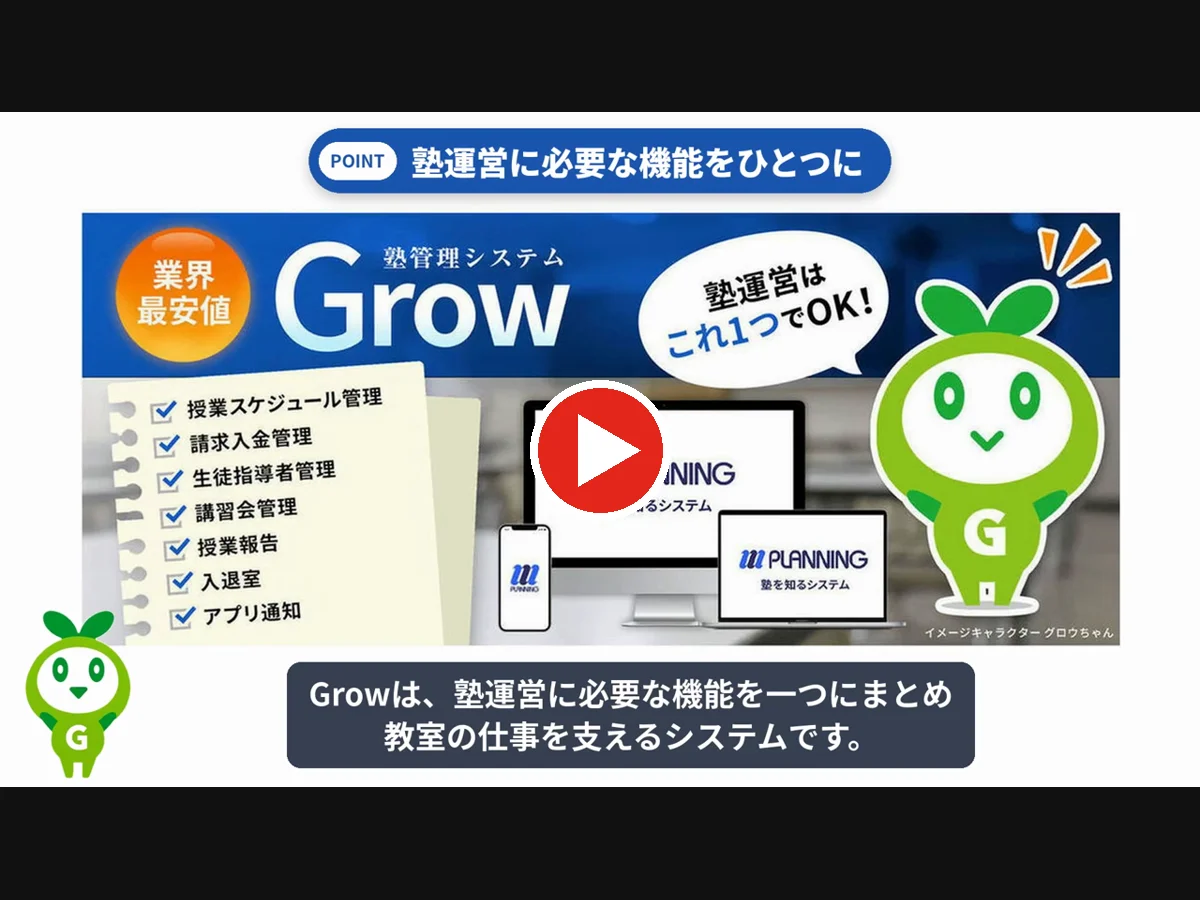 POINT 塾運営に必要な機能をひとつに
業界
最安値
塾管理システム
Grow
塾運営は
これ1つでOK!
授業スケジュール管理
請求入金管理
生徒指導者管理
講習会管理
授業報告
入退室
アプリ通知
NNING
るシステム
m PLANNING
m PLANNING
塾を知るシステム
G
イメージキャラクター グロウちゃん
G
Growは、塾運営に必要な機能を一つにまとめ
教室の仕事を支えるシステムです。